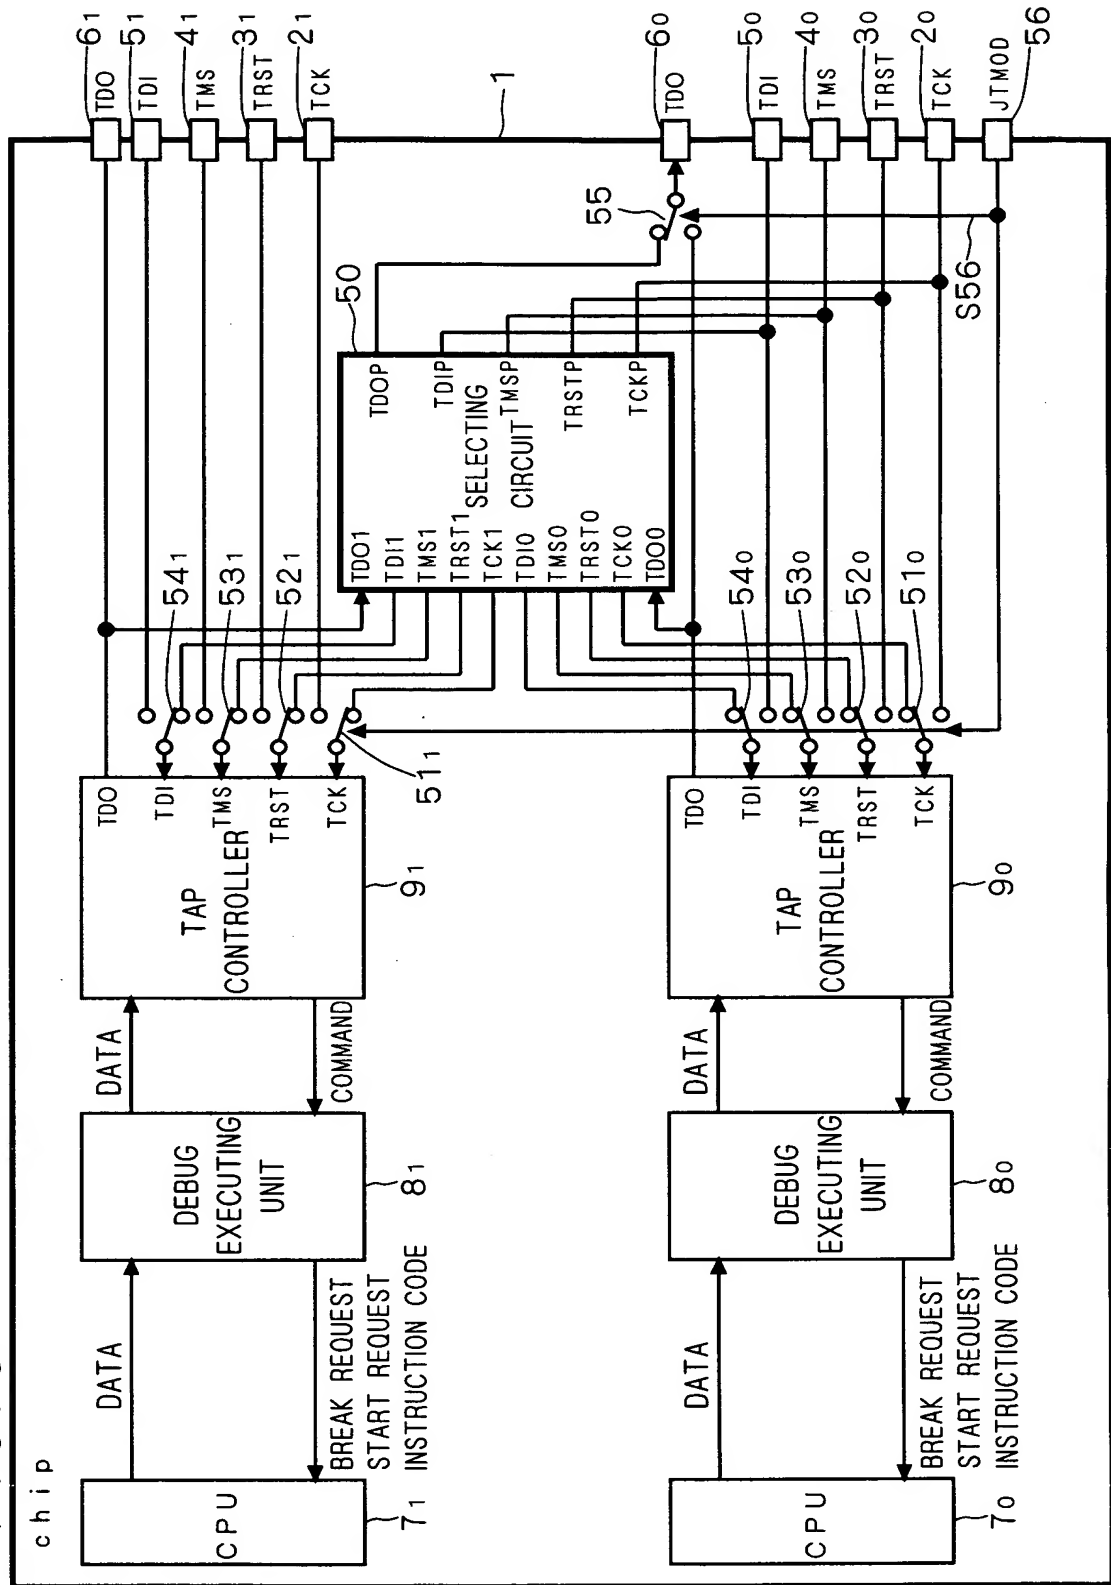 chip
6₁
5₁
4₁
3₁
2₁
TDO
TDI
TMS
TRST
TCK
1
6₀
5₀
4₀
3₀
2₀
56
TDO
TDI
TMS
TRST
TCK
JTMOD
55
S56
50
TDOP
TDIP
TMSP
TRSTP
TCKP
SELECTING
CIRCUIT
TDO1
TDI1
TMS1
TRST1
TCK1
TDI0
TMS0
TRST0
TCK0
TDO0
54₁
53₁
52₁
51₁
54₀
53₀
52₀
51₀
TDO
TDI
TMS
TRST
TCK
TAP
CONTROLLER
9₁
TDO
TDI
TMS
TRST
TCK
TAP
CONTROLLER
9₀
DATA
COMMAND
DATA
COMMAND
DEBUG
EXECUTING
UNIT
8₁
DEBUG
EXECUTING
UNIT
8₀
DATA
BREAK REQUEST
START REQUEST
INSTRUCTION CODE
DATA
BREAK REQUEST
START REQUEST
INSTRUCTION CODE
CPU
7₁
CPU
7₀